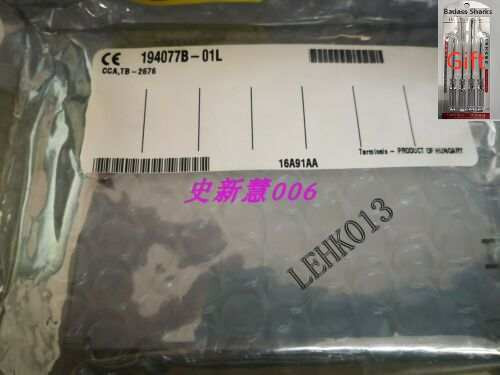 Badass Sharks
Gift
CE 194077B-01L
CCA,TB-2676
Terminals - PRODUCT OF HUNGARY
16A91AA
史新慧006
LEHK013